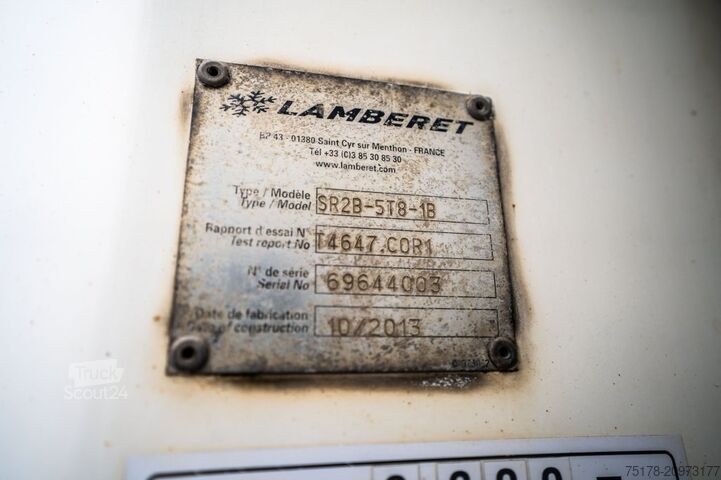 LAMBERET
BP 43 - 01380 Saint Cyr sur Menthon - FRANCE
Tél +33 (0)3 85 30 85 30
www.lamberet.com
Type / Modèle
Type / Model
SR2B-5T8-1B
Rapport d'essai N°
Test report No
T4647.COR1
N° de série
Serial No
69644003
Date de fabrication
Date of construction
10/2013
Truck
Scout24
75178-20973177